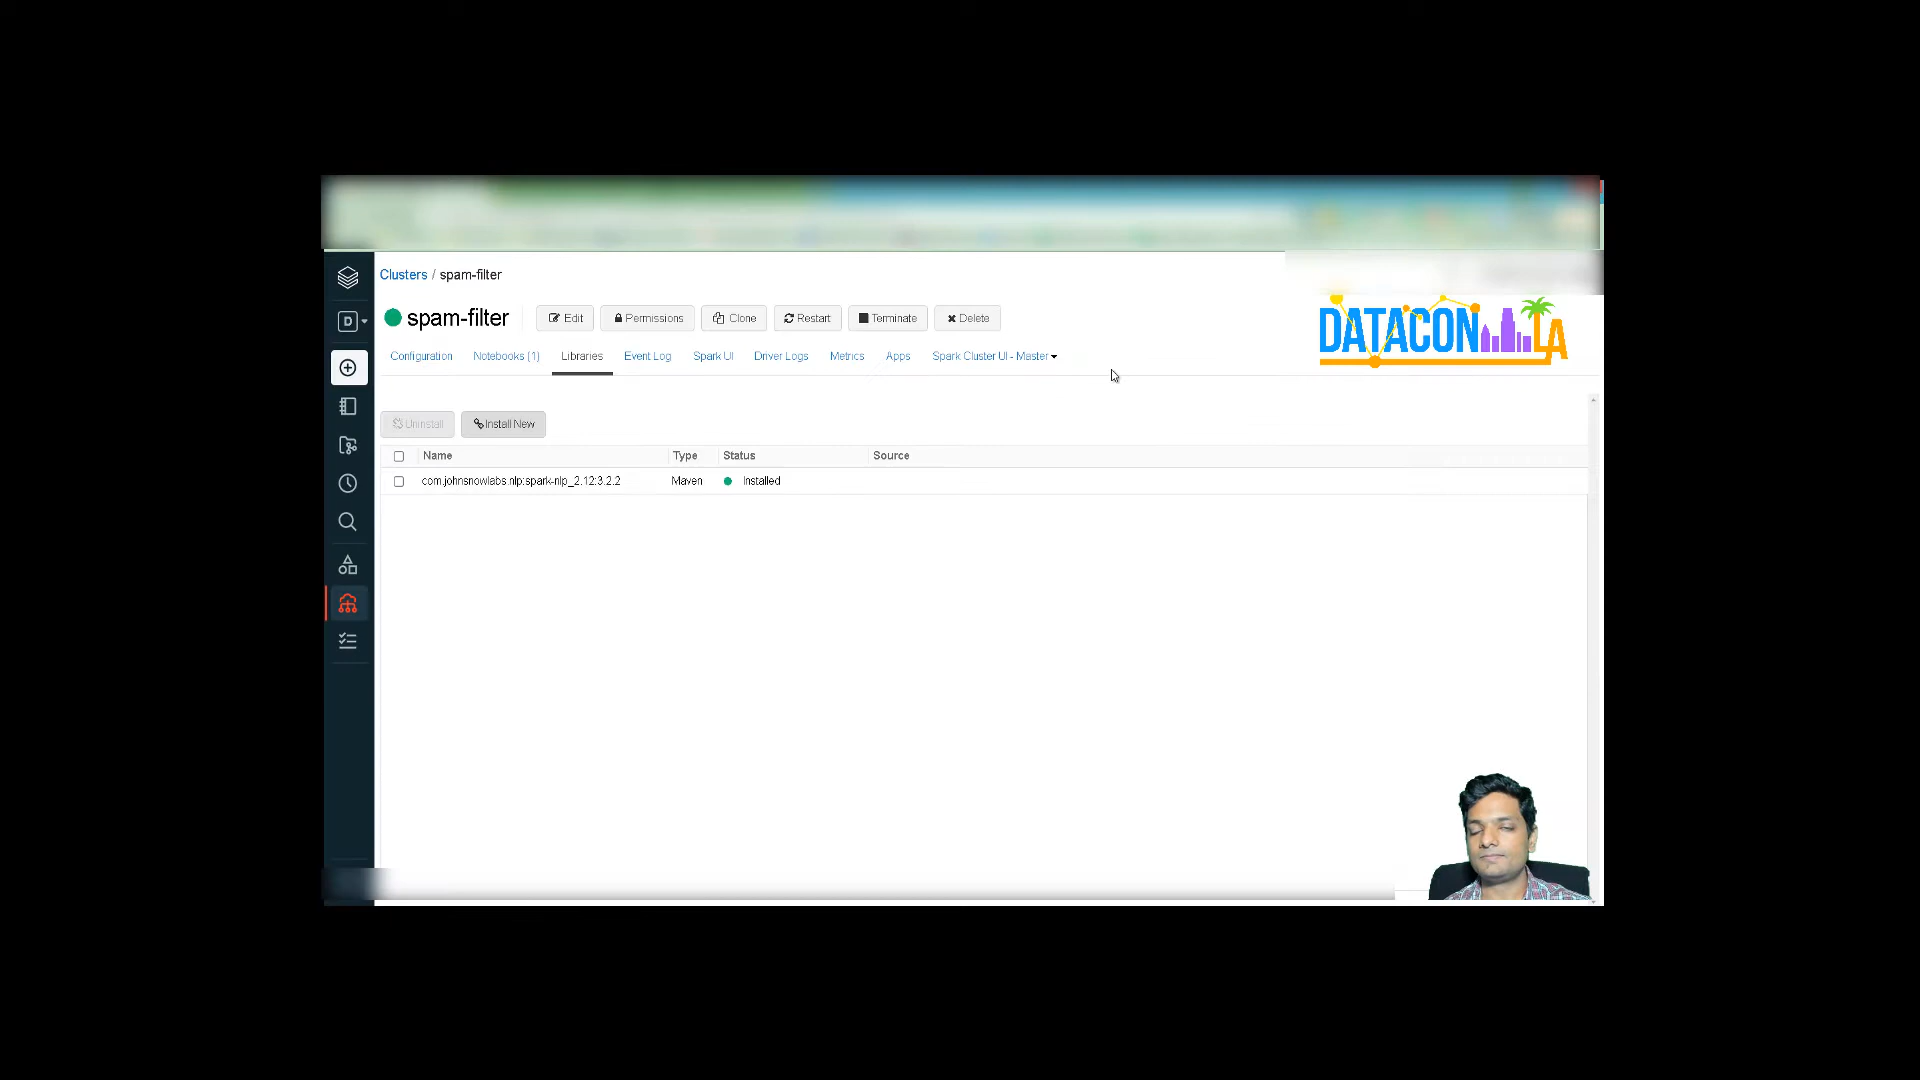 Clusters / spam-filter
DATACON LA
spam-filter Edit Permissions Clone Restart Terminate Delete
D
Configuration Notebooks (1) Libraries Event Log Spark UI Driver Logs Metrics Apps Spark Cluster UI - Master
Uninstall Install New
Name Type Status Source
com.johnsnowlabs.nlp:spark-nlp_2.12:3.2.2 Maven Installed